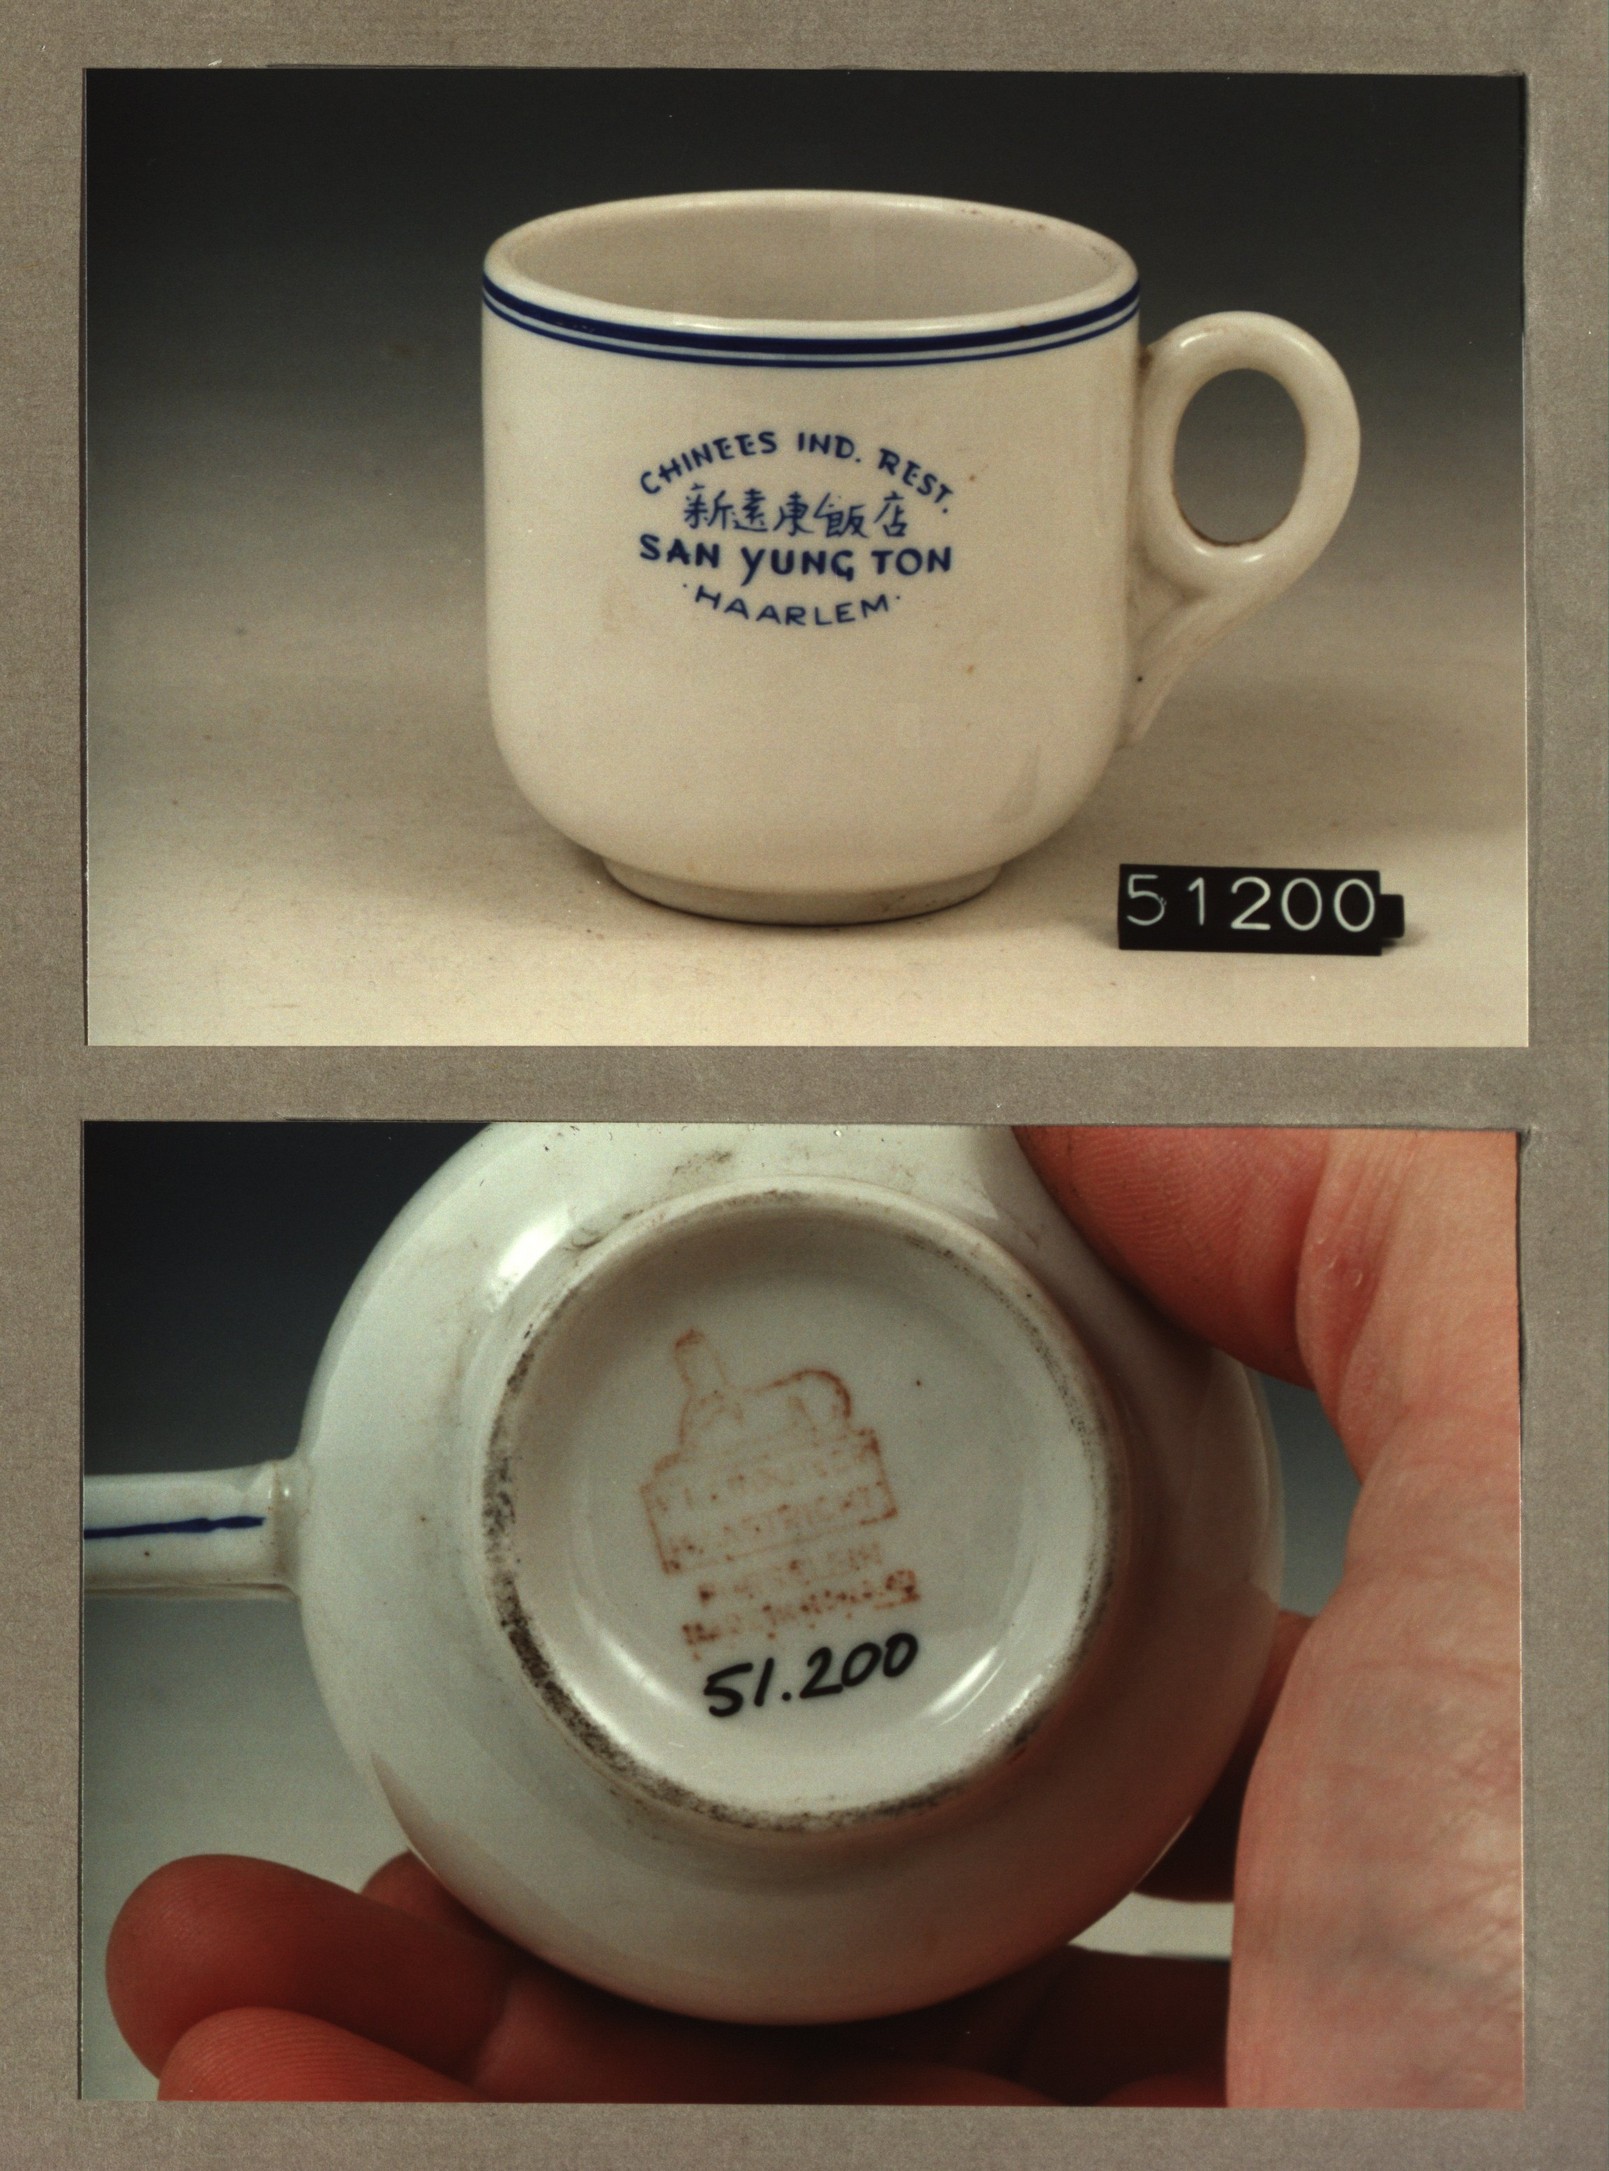 CHINEES IND. REST.
新遠東飯店
SAN YUNG TON
·HAARLEM·
51200
MAASTRICHT
51.200